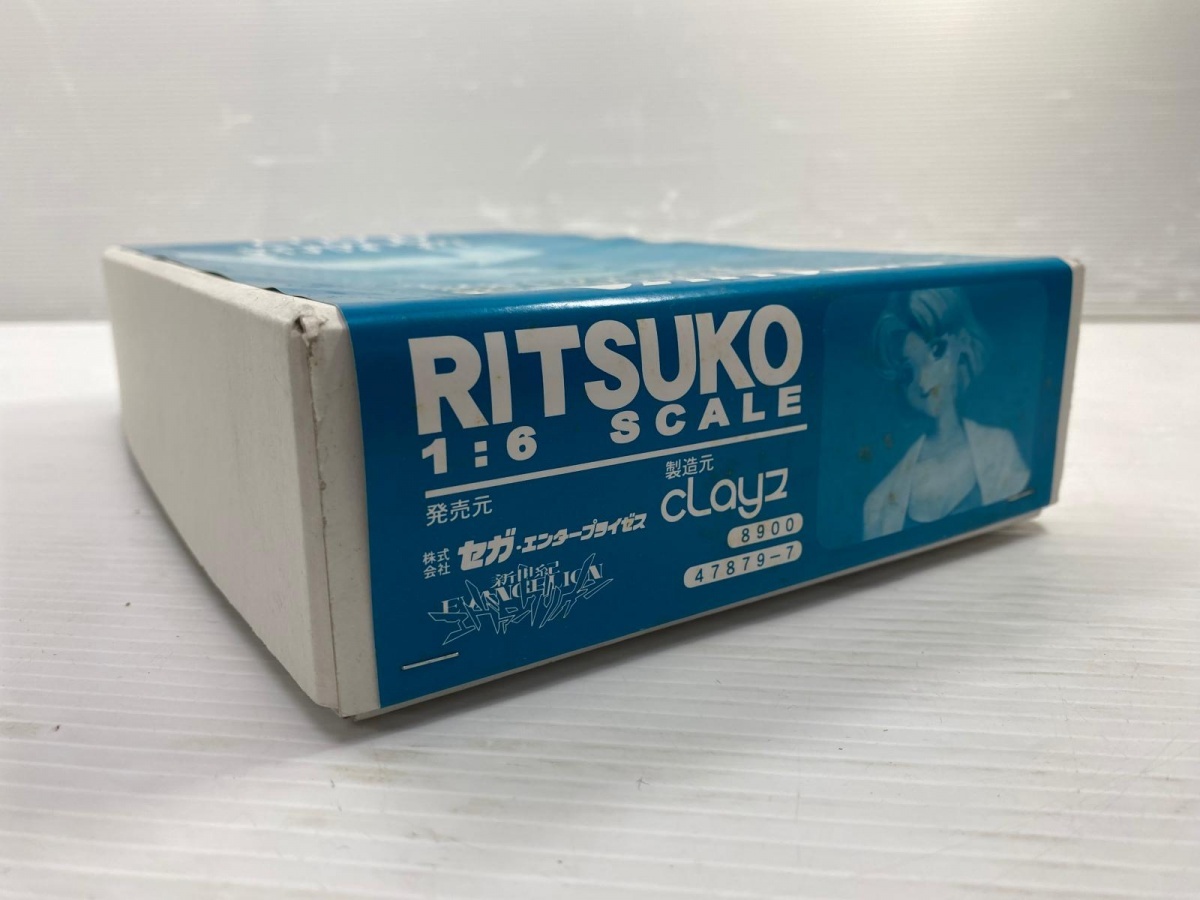 RITSUKO
1:6 SCALE
発売元
株式会社 セガ・エンタープライゼス
新世紀
EVANGELION
エヴァンゲリオン
製造元
cLayz
8900
47879-7